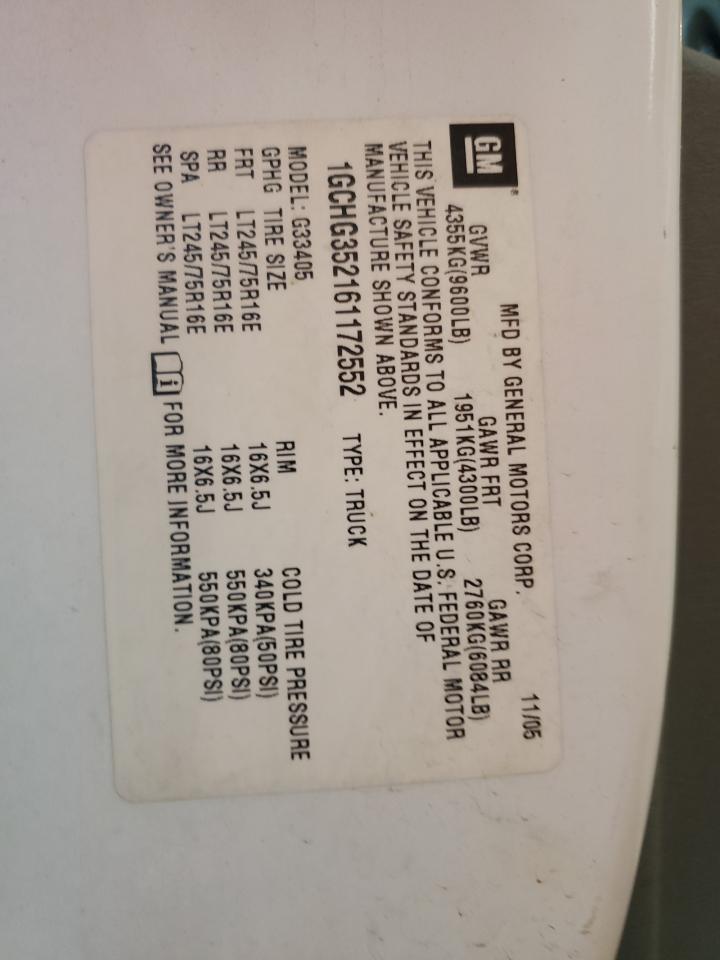 GM®
MFD BY GENERAL MOTORS CORP. 11/05
GVWR GAWR FRT GAWR RR
4355KG(9600LB) 1951KG(4300LB) 2760KG(6084LB)
THIS VEHICLE CONFORMS TO ALL APPLICABLE U.S. FEDERAL MOTOR
VEHICLE SAFETY STANDARDS IN EFFECT ON THE DATE OF
MANUFACTURE SHOWN ABOVE.
1GCHG352161172552 TYPE: TRUCK
MODEL: G33405
GPHG TIRE SIZE RIM COLD TIRE PRESSURE
FRT LT245/75R16E 16X6.5J 340KPA(50PSI)
RR LT245/75R16E 16X6.5J 550KPA(80PSI)
SPA LT245/75R16E 16X6.5J 550KPA(80PSI)
SEE OWNER'S MANUAL i FOR MORE INFORMATION.